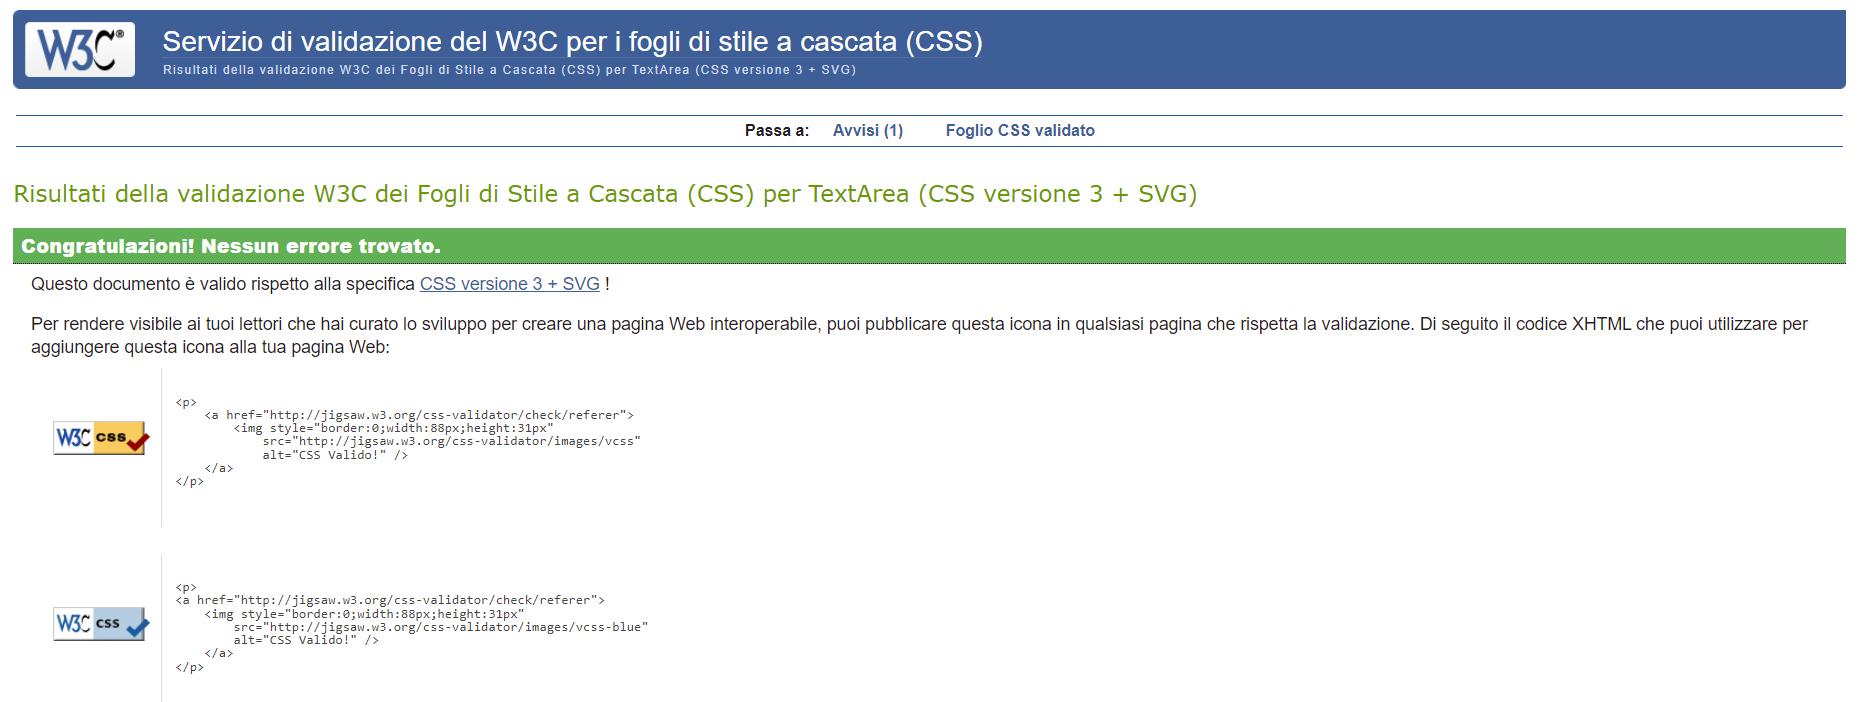 W3C®
Servizio di validazione del W3C per i fogli di stile a cascata (CSS)
Risultati della validazione W3C dei Fogli di Stile a Cascata (CSS) per TextArea (CSS versione 3 + SVG)
Passa a: Avvisi (1) Foglio CSS validato
Risultati della validazione W3C dei Fogli di Stile a Cascata (CSS) per TextArea (CSS versione 3 + SVG)
Congratulazioni! Nessun errore trovato.
Questo documento è valido rispetto alla specifica CSS versione 3 + SVG !
Per rendere visibile ai tuoi lettori che hai curato lo sviluppo per creare una pagina Web interoperabile, puoi pubblicare questa icona in qualsiasi pagina che rispetta la validazione. Di seguito il codice XHTML che puoi utilizzare per
aggiungere questa icona alla tua pagina Web:
W3C css
<p>
    <a href="http://jigsaw.w3.org/css-validator/check/referer">
        <img style="border:0;width:88px;height:31px"
            src="http://jigsaw.w3.org/css-validator/images/vcss"
            alt="CSS Valido!" />
    </a>
</p>
W3C css
<p>
<a href="http://jigsaw.w3.org/css-validator/check/referer">
    <img style="border:0;width:88px;height:31px"
        src="http://jigsaw.w3.org/css-validator/images/vcss-blue"
        alt="CSS Valido!" />
    </a>
</p>